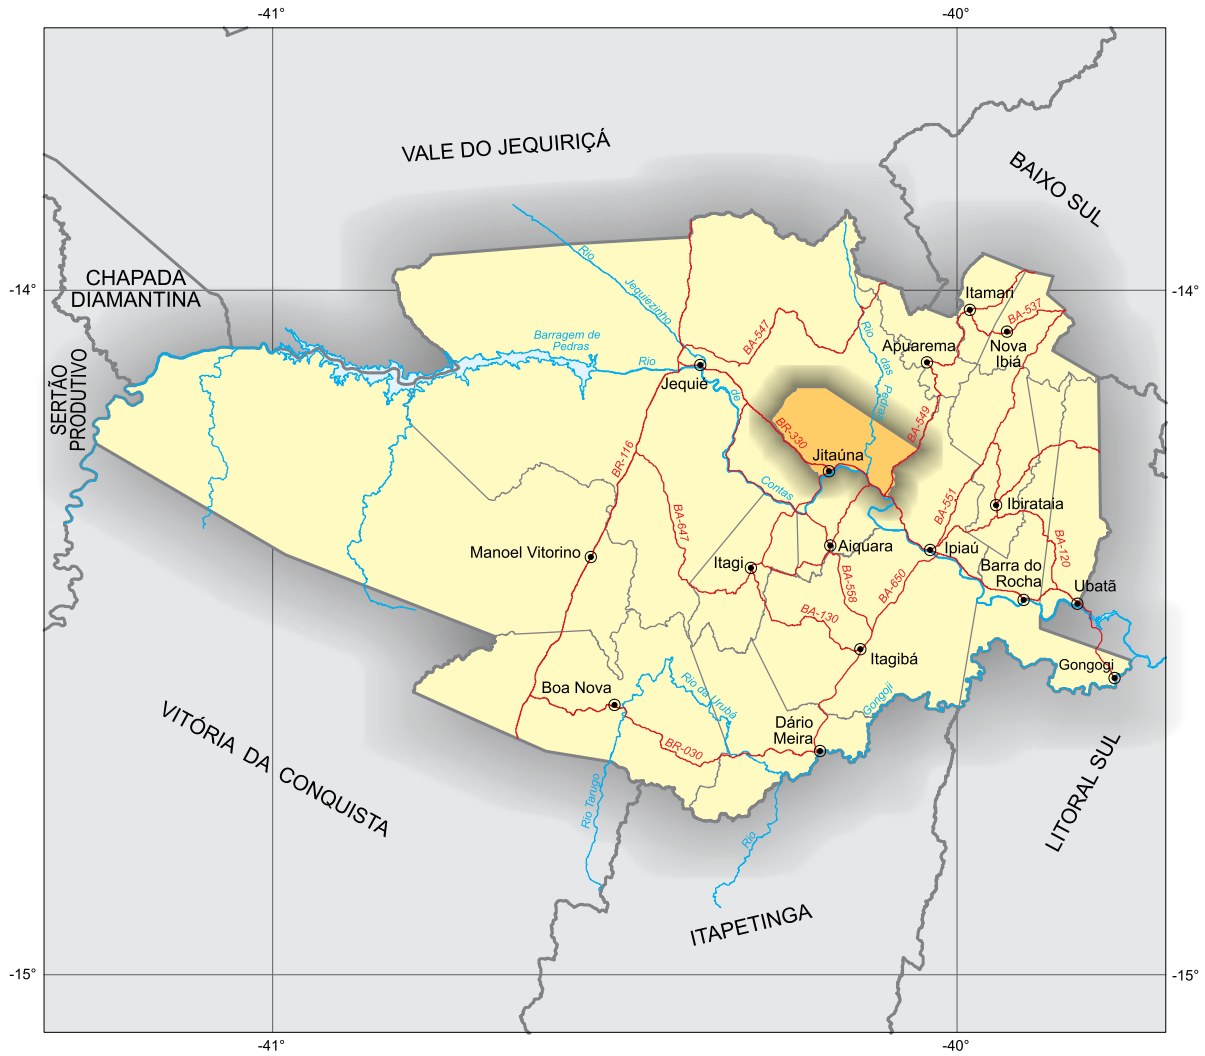 -41°
-40°
VALE DO JEQUIRIÇÁ
BAIXO SUL
CHAPADA
DIAMANTINA
-14°
-14°
SERTÃO
PRODUTIVO
Rio
Jequiezinho
Barragem de
Pedras
Rio
de
Contas
Jequié
BA-547
Rio
das
Pedras
Apuarema
Itamari
BA-537
Nova
Ibiá
BA-549
BR-330
Jitaúna
BR-116
BA-647
Manoel Vitorino
Itagi
Aiquara
BA-551
Ibirataia
Ipiaú
BA-120
Barra do
Rocha
Ubatã
BA-558
BA-650
BA-130
Itagibá
Gongogi
Boa Nova
Rio da Urubá
Gongoji
Dário
Meira
BR-030
Rio Tarugo
Rio
VITÓRIA DA CONQUISTA
LITORAL SUL
ITAPETINGA
-15°
-15°
-41°
-40°